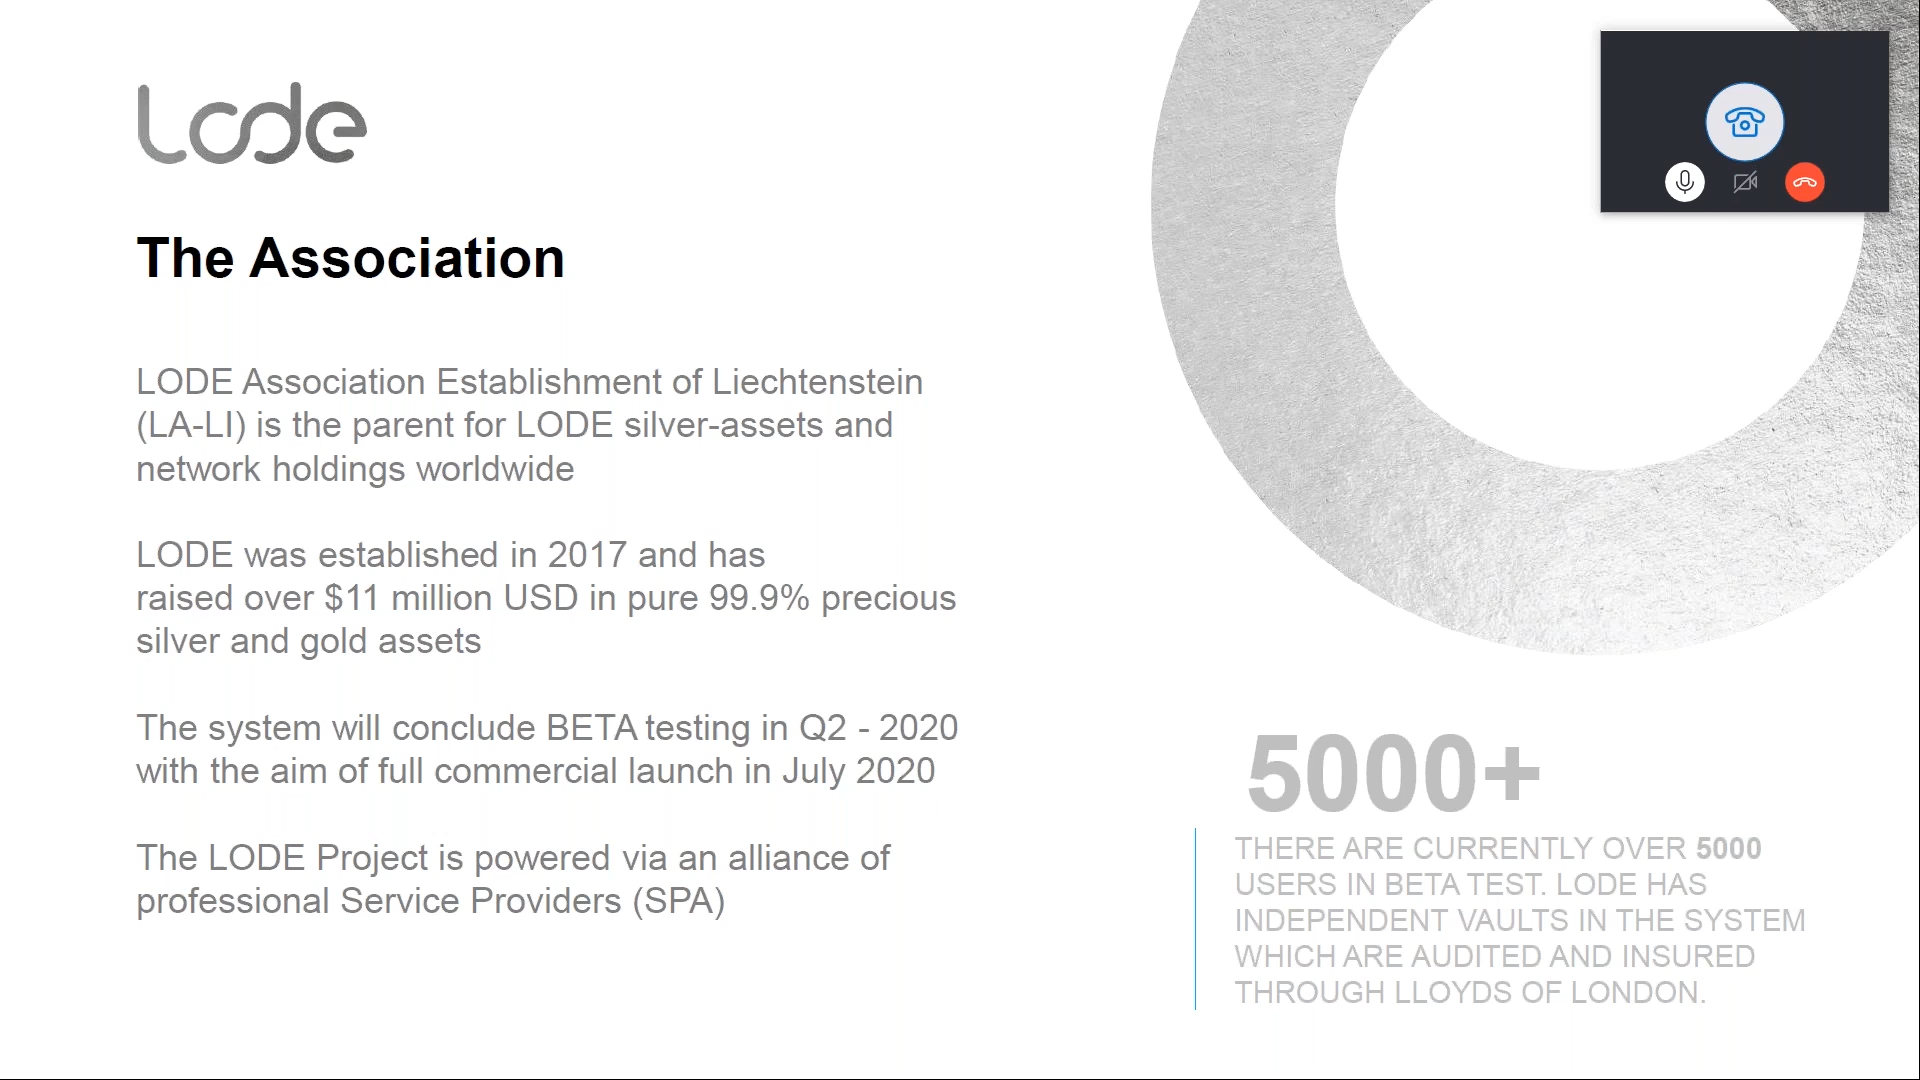 Lode
The Association
LODE Association Establishment of Liechtenstein
(LA-LI) is the parent for LODE silver-assets and
network holdings worldwide
LODE was established in 2017 and has
raised over $11 million USD in pure 99.9% precious
silver and gold assets
The system will conclude BETA testing in Q2 - 2020
with the aim of full commercial launch in July 2020
The LODE Project is powered via an alliance of
professional Service Providers (SPA)
5000+
THERE ARE CURRENTLY OVER 5000
USERS IN BETA TEST. LODE HAS
INDEPENDENT VAULTS IN THE SYSTEM
WHICH ARE AUDITED AND INSURED
THROUGH LLOYDS OF LONDON.